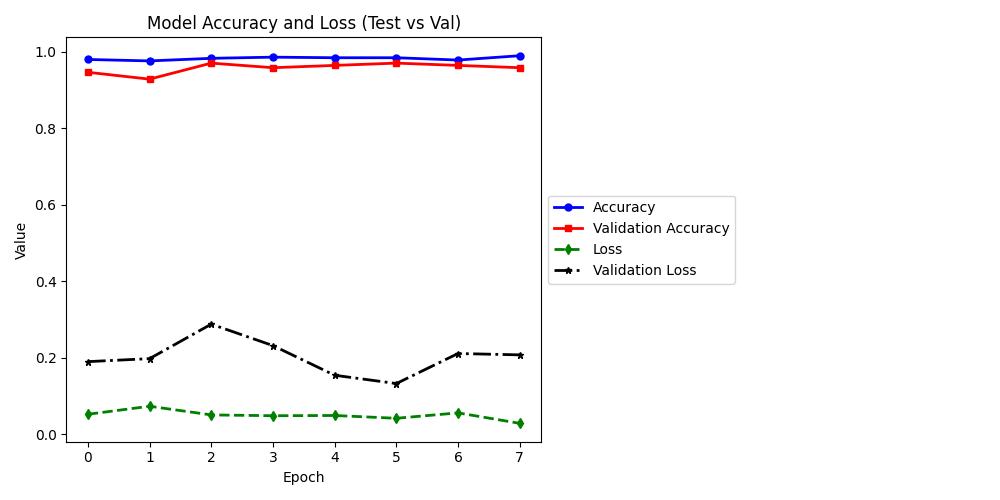 Model Accuracy and Loss (Test vs Val)
1.0
0.8
0.6
0.4
0.2
0.0
Value
0 1 2 3 4 5 6 7
Epoch
Accuracy
Validation Accuracy
Loss
Validation Loss